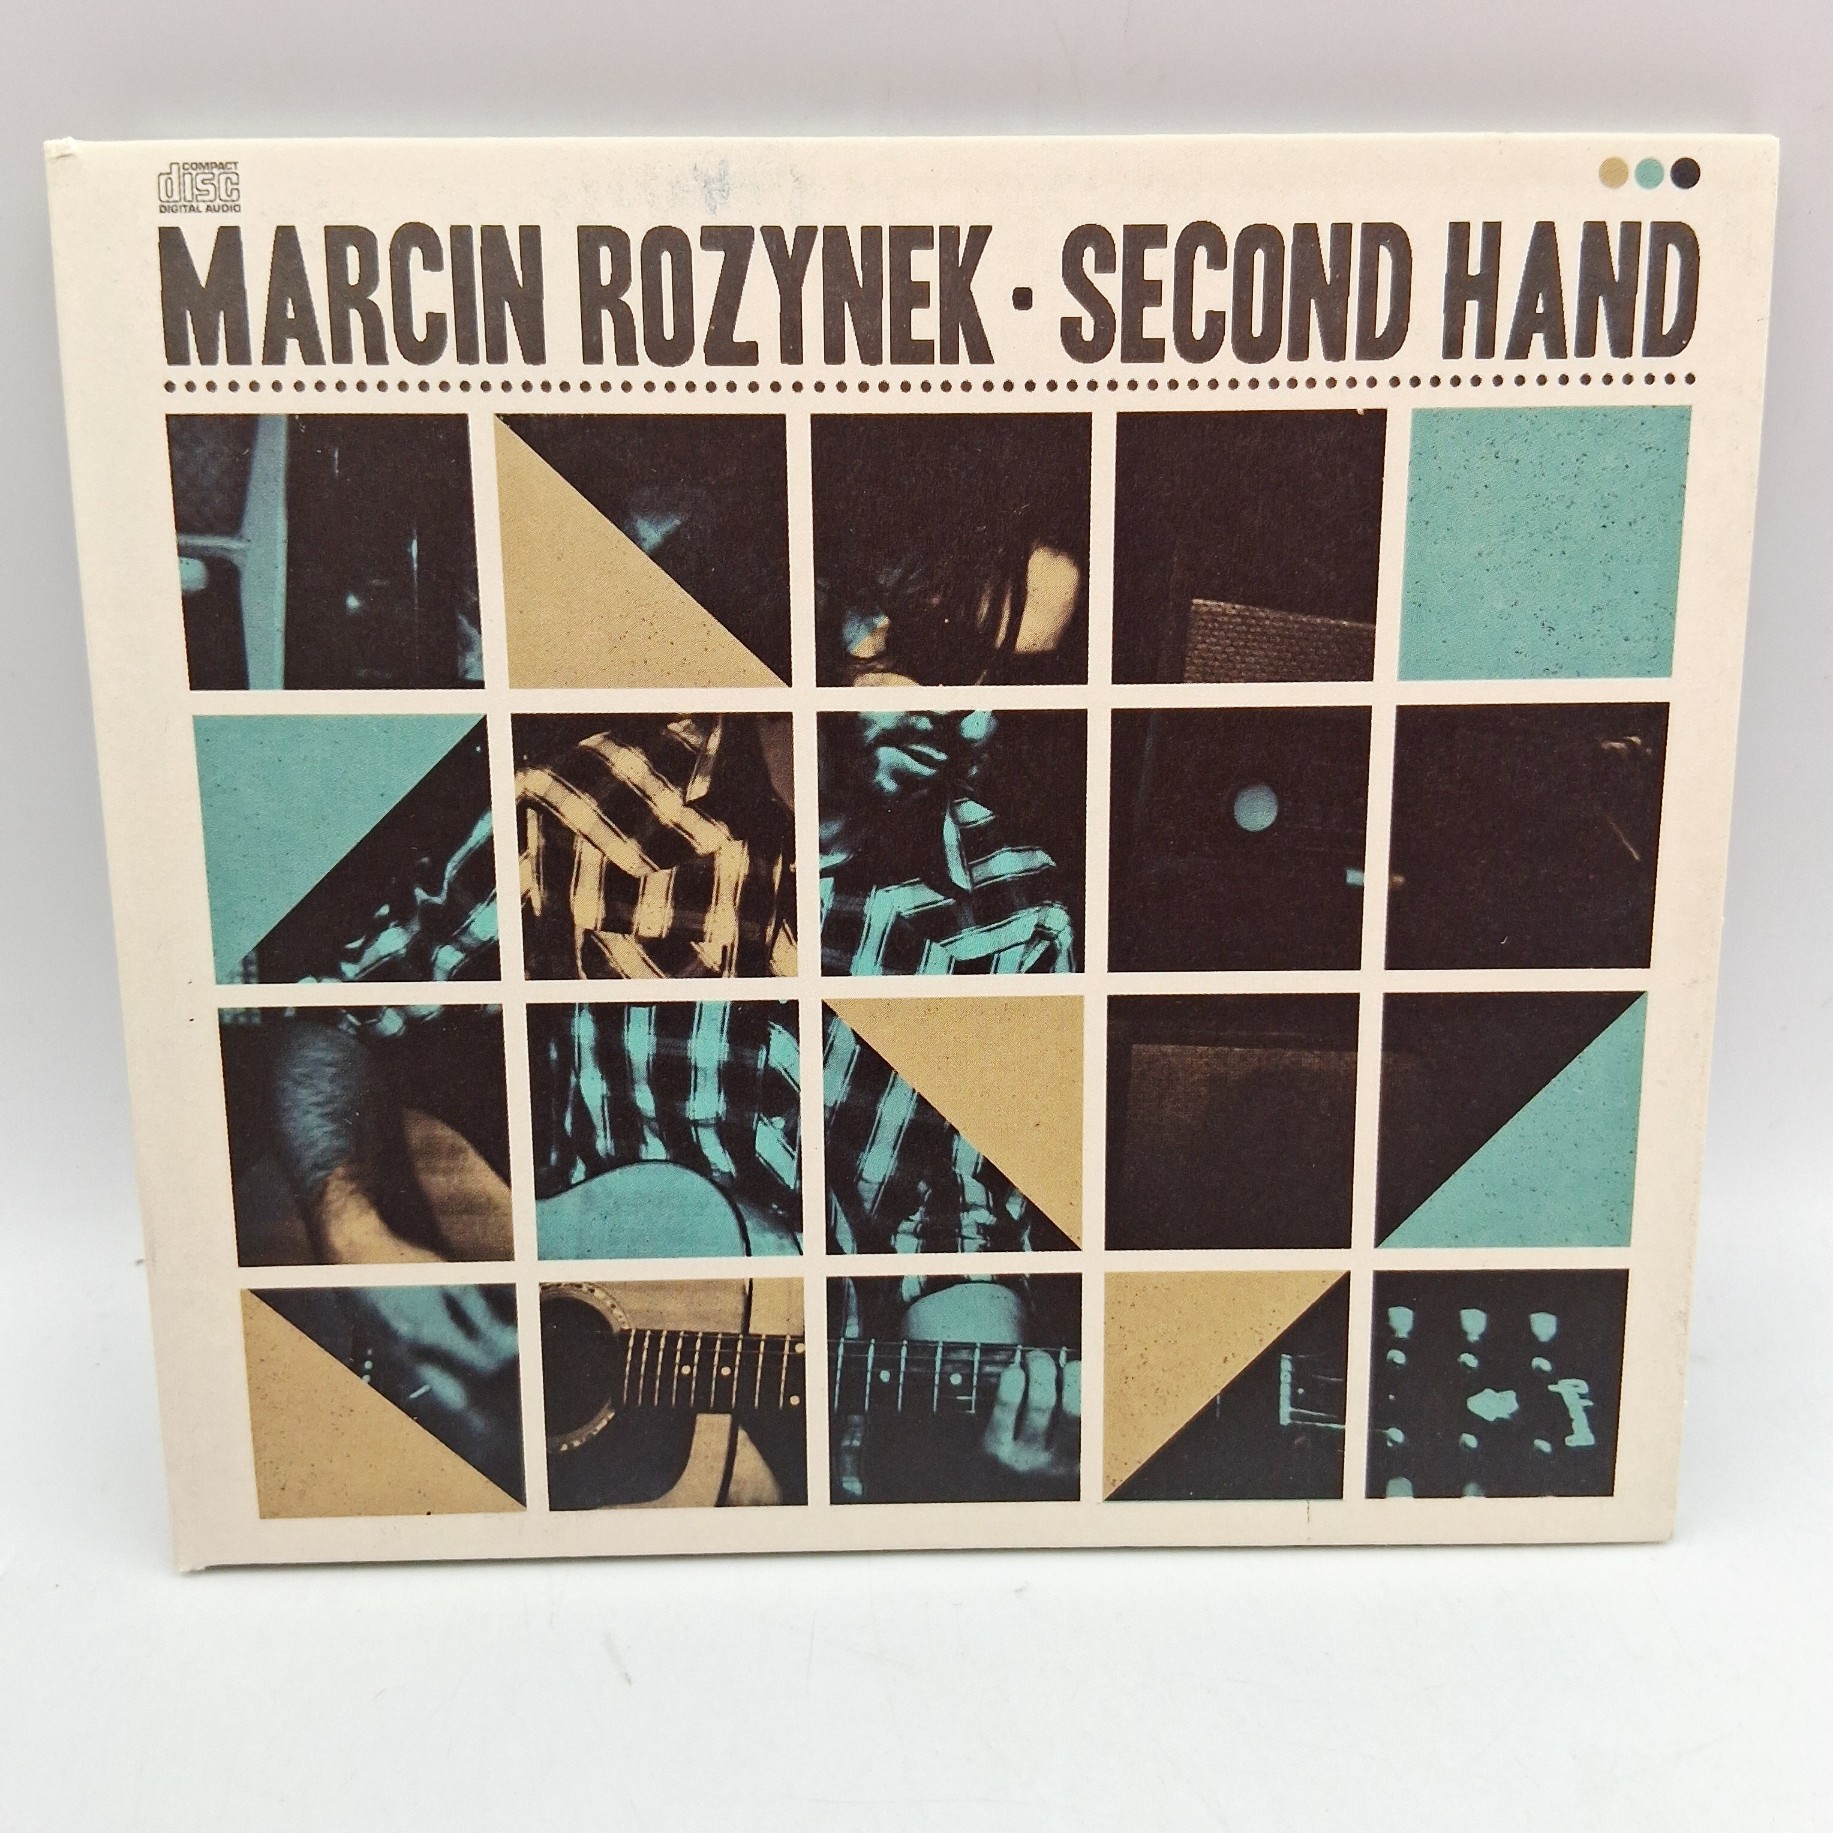 COMPACT
disc
DIGITAL AUDIO
MARCIN ROZYNEK · SECOND HAND